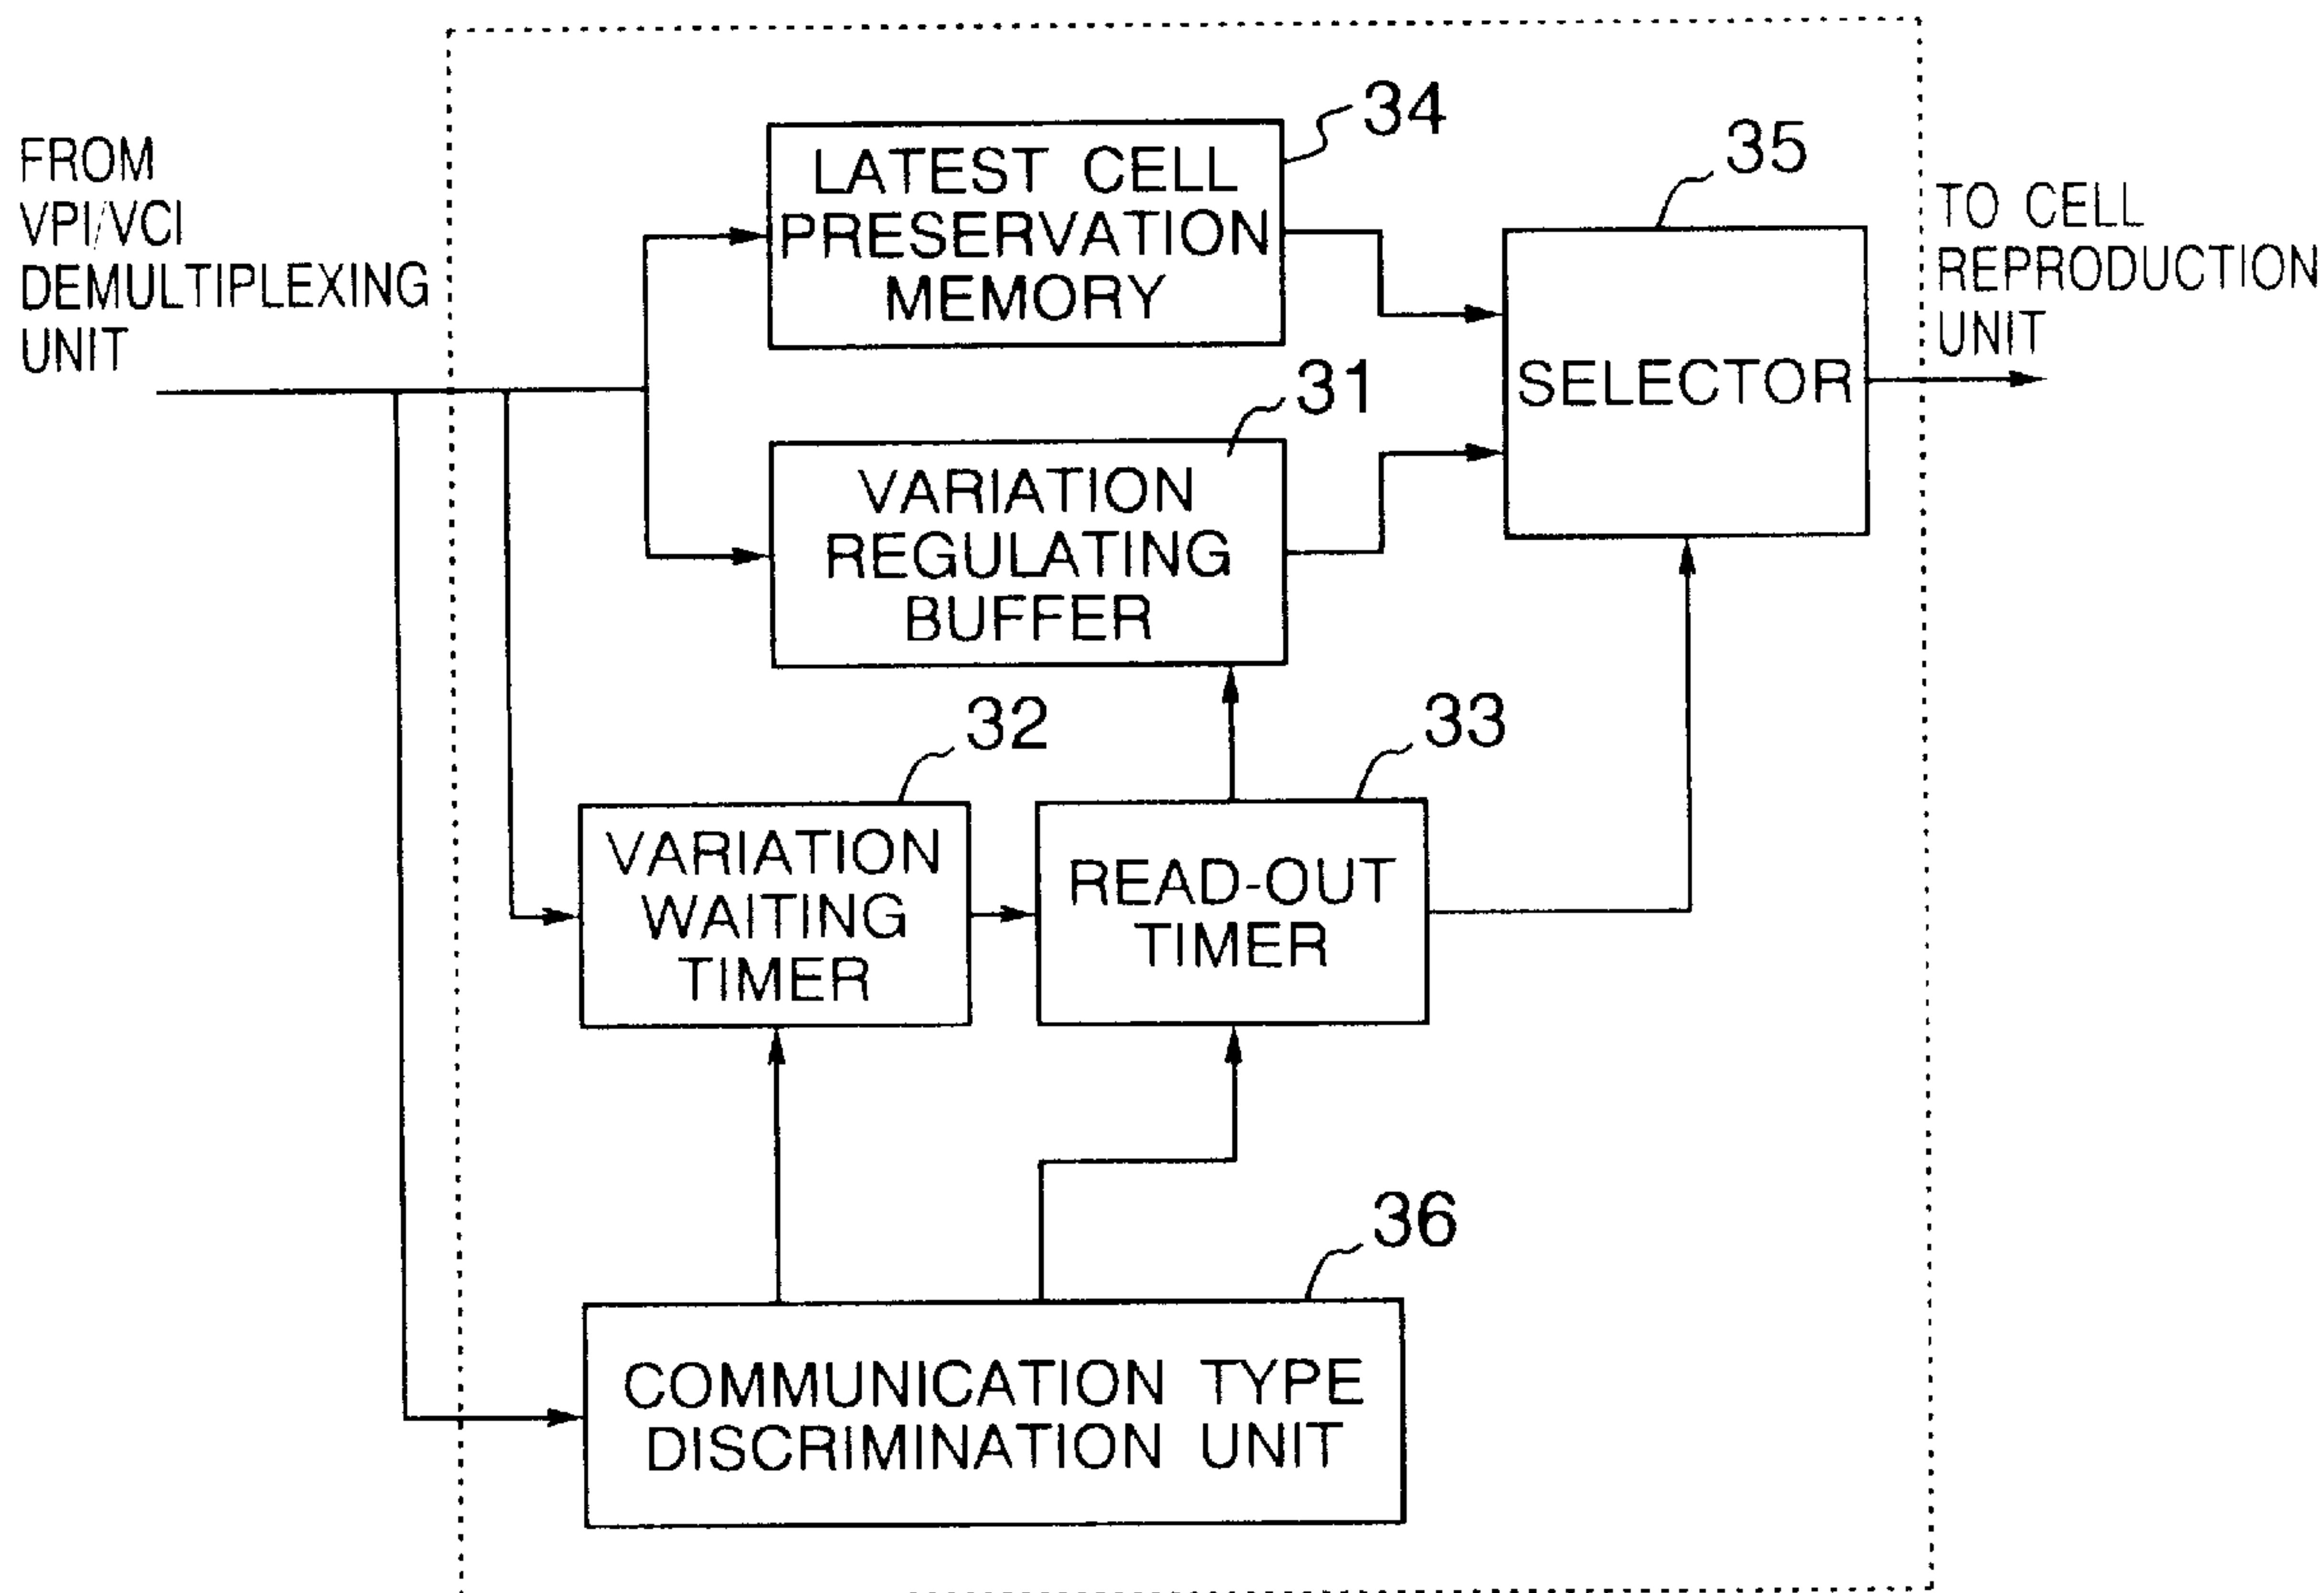 FROM
VPI/VCI
DEMULTIPLEXING
UNIT
34
LATEST CELL
PRESERVATION
MEMORY
35
SELECTOR
TO CELL
REPRODUCTION
UNIT
31
VARIATION
REGULATING
BUFFER
32
VARIATION
WAITING
TIMER
33
READ-OUT
TIMER
36
COMMUNICATION TYPE
DISCRIMINATION UNIT